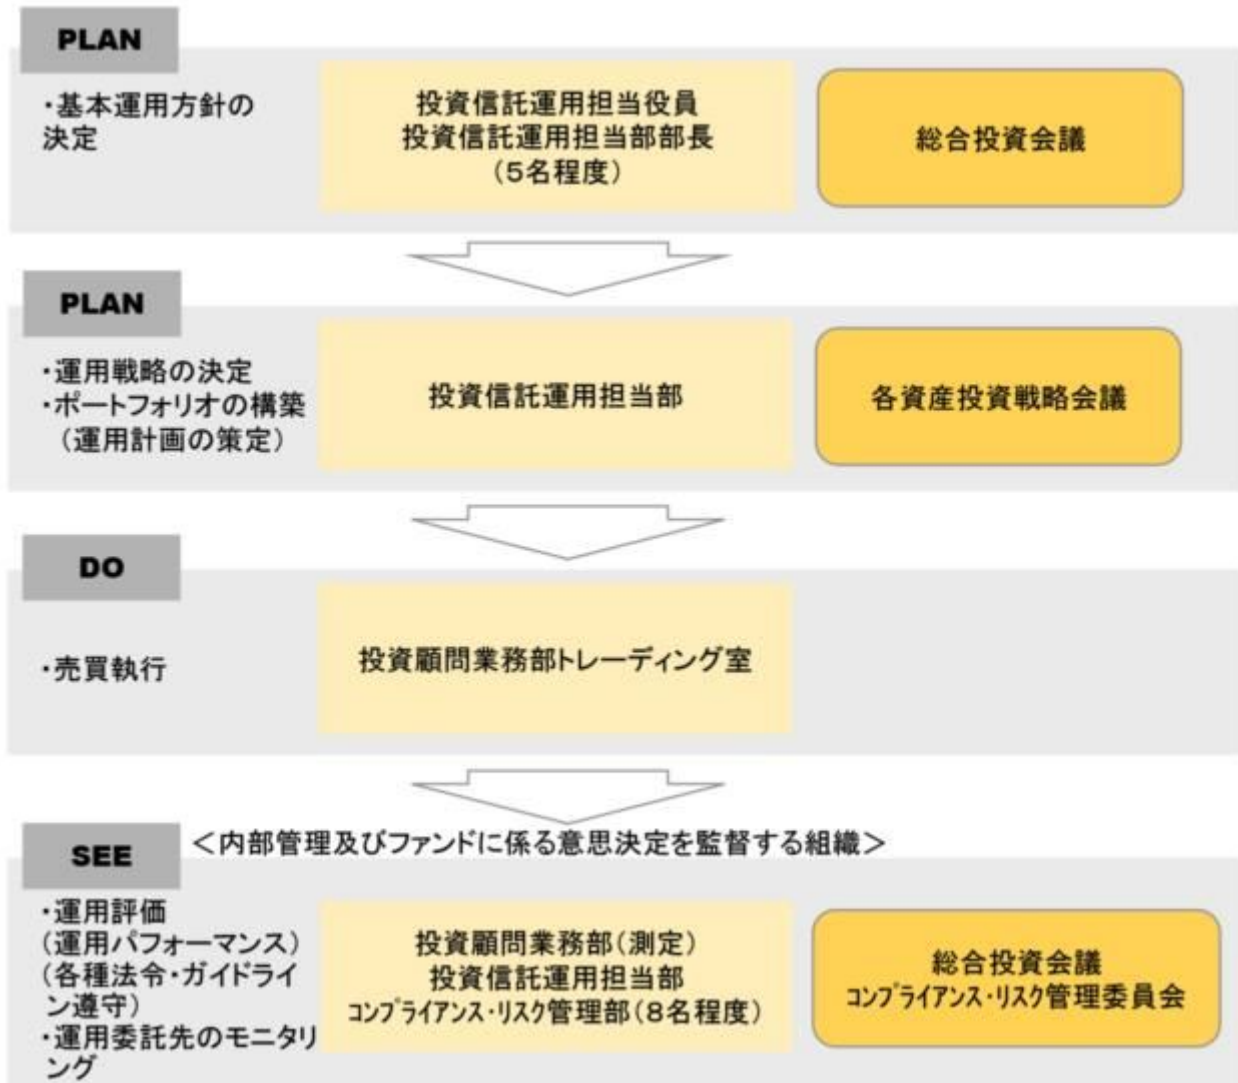 PLAN
・基本運用方針の
決定
投資信託運用担当役員
投資信託運用担当部部長
(5名程度)
総合投資会議
PLAN
・運用戦略の決定
・ポートフォリオの構築
(運用計画の策定)
投資信託運用担当部
各資産投資戦略会議
DO
・売買執行
投資顧問業務部トレーディング室
SEE
＜内部管理及びファンドに係る意思決定を監督する組織＞
・運用評価
(運用パフォーマンス)
(各種法令・ガイドライ
ン遵守)
・運用委託先のモニタリ
ング
投資顧問業務部(測定)
投資信託運用担当部
ｺﾝﾌﾟﾗｲｱﾝｽ・ﾘｽｸ管理部(8名程度)
総合投資会議
ｺﾝﾌﾟﾗｲｱﾝｽ・ﾘｽｸ管理委員会